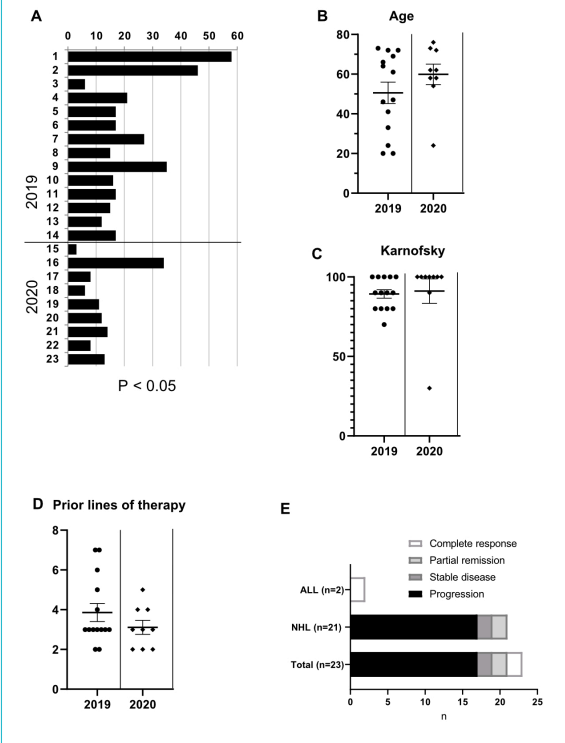 A
0 10 20 30 40 50 60
1
2
3
4
5
6
7
8
9
10
11
12
13
14
15
16
17
18
19
20
21
22
23
2019
2020
P < 0.05
B
Age
80
60
40
20
0
2019 2020
C
Karnofsky
100
50
0
2019 2020
D Prior lines of therapy
8
6
4
2
0
2019 2020
E
Complete response
Partial remission
Stable disease
Progression
ALL (n=2)
NHL (n=21)
Total (n=23)
0 5 10 15 20 25
n